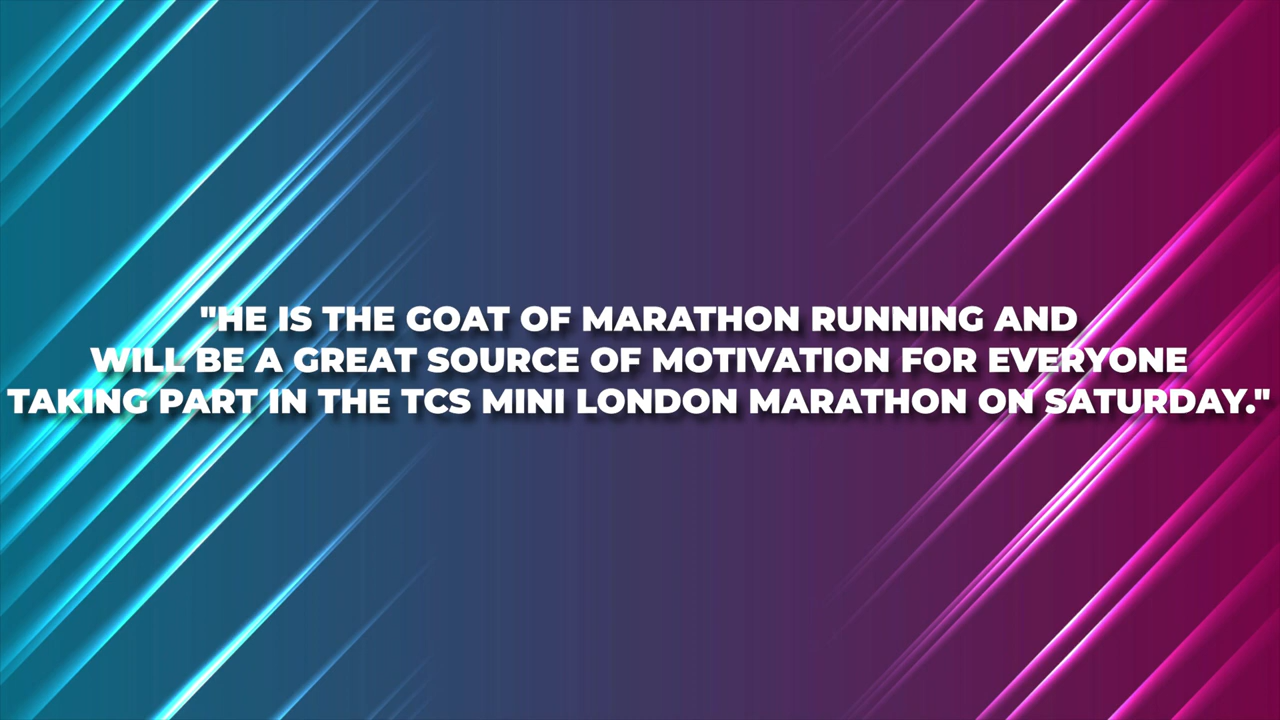 "HE IS THE GOAT OF MARATHON RUNNING AND
WILL BE A GREAT SOURCE OF MOTIVATION FOR EVERYONE
TAKING PART IN THE TCS MINI LONDON MARATHON ON SATURDAY."